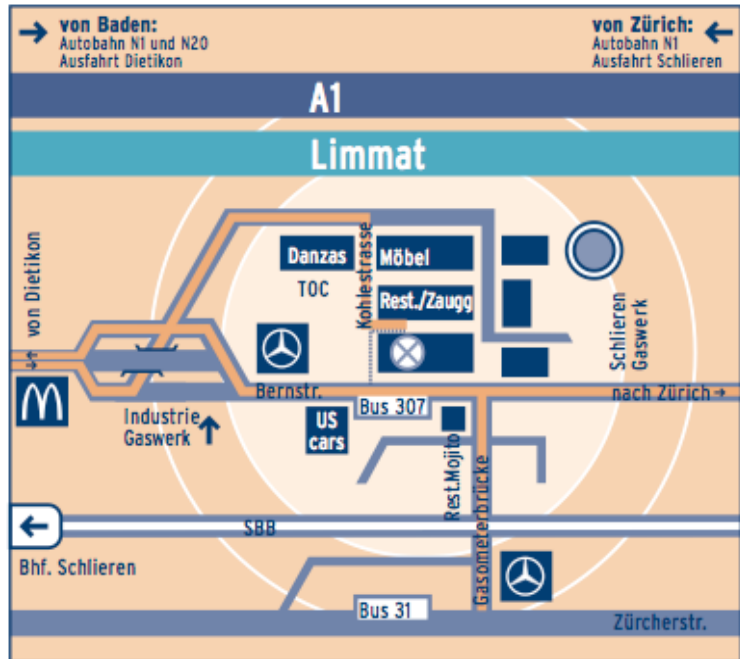 von Baden:
Autobahn N1 und N20
Ausfahrt Dietikon
von Zürich:
Autobahn N1
Ausfahrt Schlieren
A1
Limmat
von Dietikon
Danzas
TOC
Kohlestrasse
Möbel
Rest./Zaugg
Schlieren
Gaswerk
Bernstr.
nach Zürich
Industrie
Gaswerk
US
cars
Bus 307
Rest.Mojito
Gasometerbrücke
SBB
Bhf. Schlieren
Bus 31
Zürcherstr.